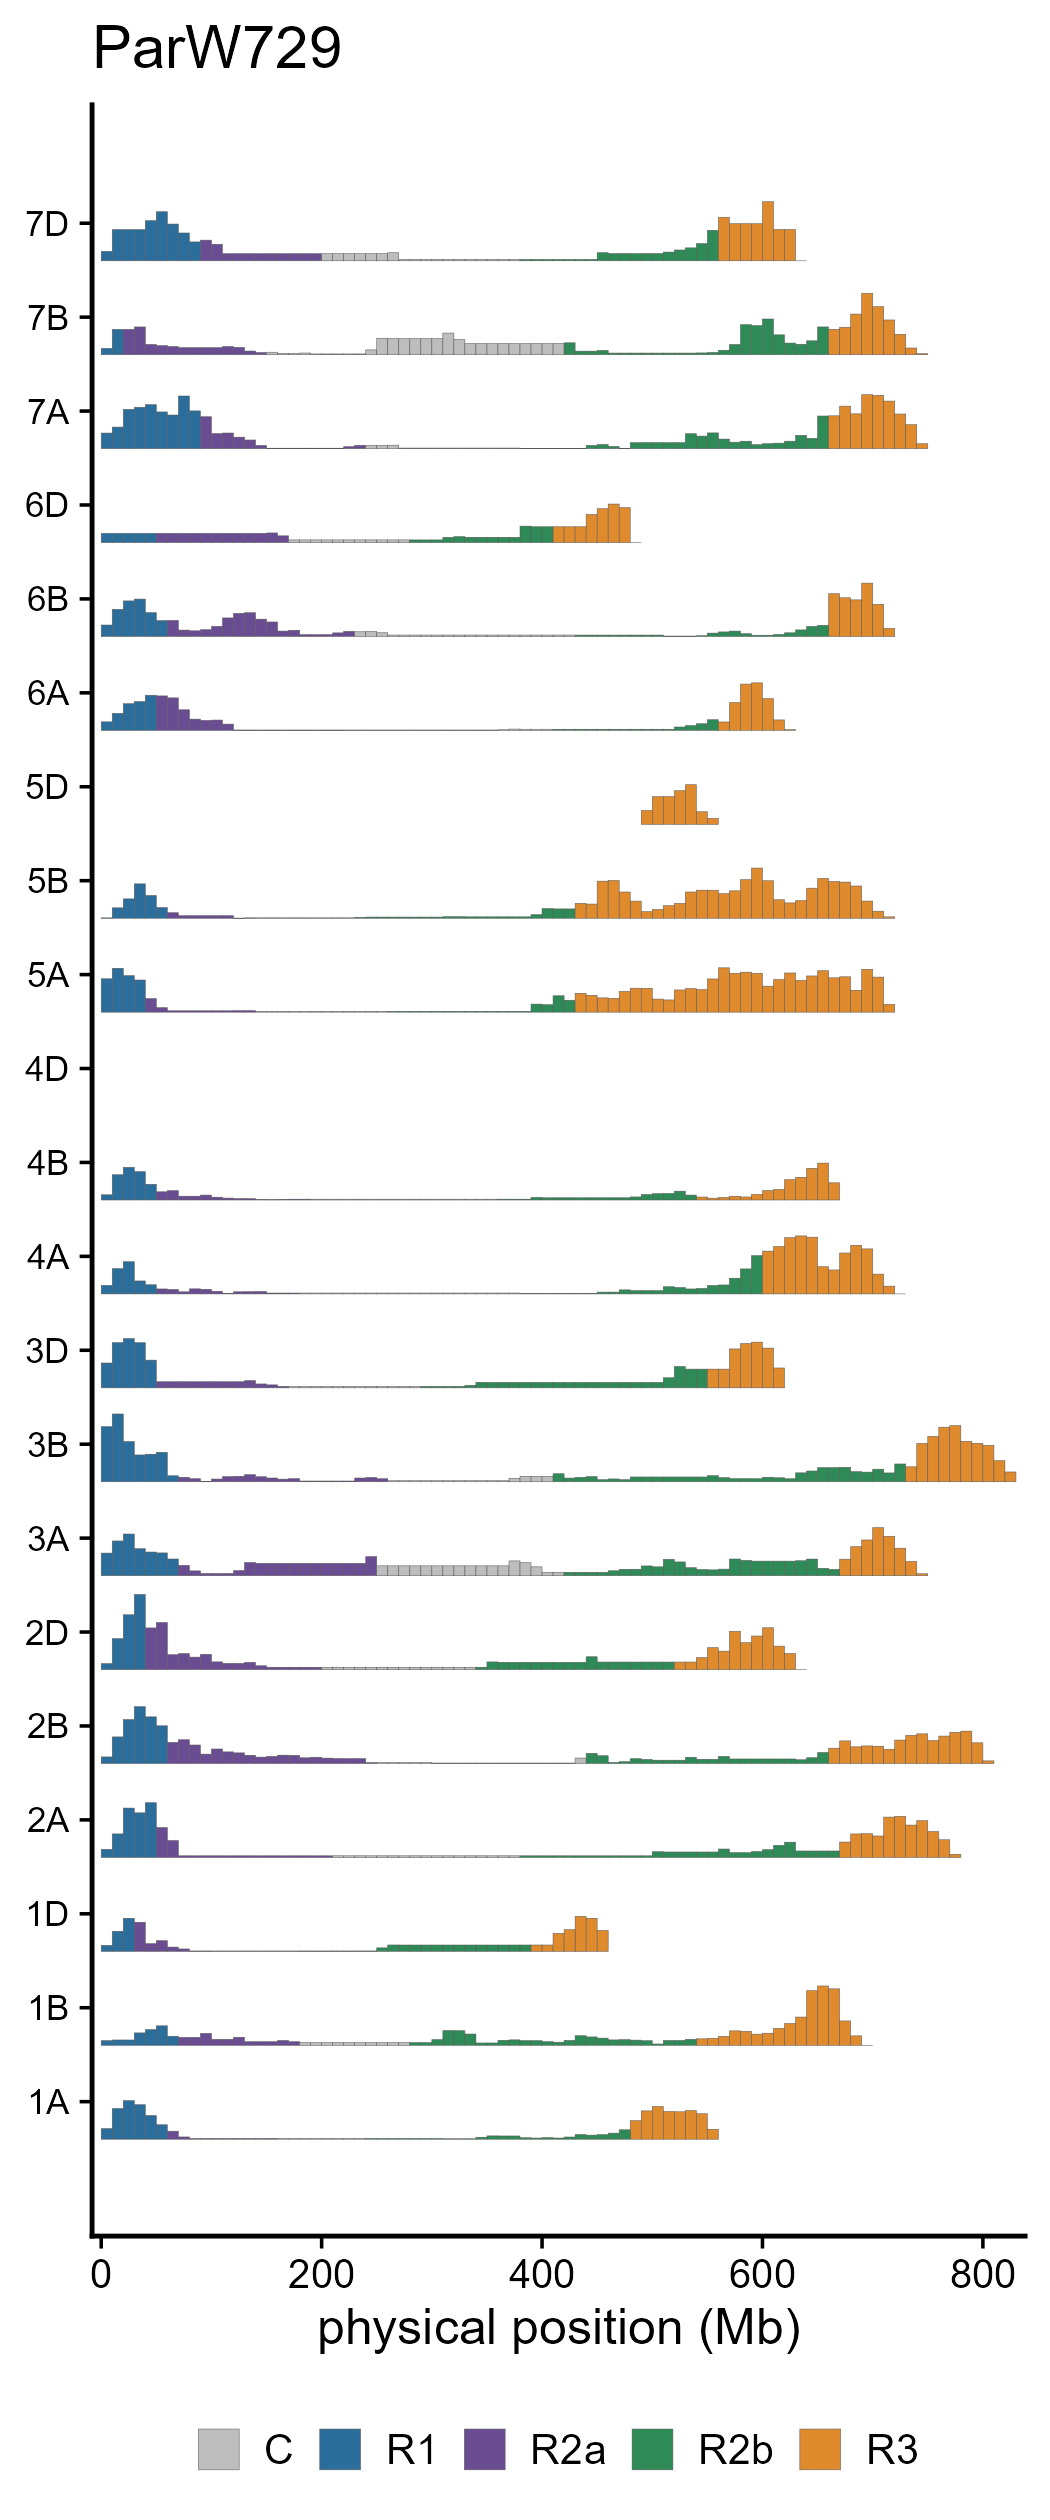 ParW729
7D
7B
7A
6D
6B
6A
5D
5B
5A
4D
4B
4A
3D
3B
3A
2D
2B
2A
1D
1B
1A
0 200 400 600 800
physical position (Mb)
C R1 R2a R2b R3